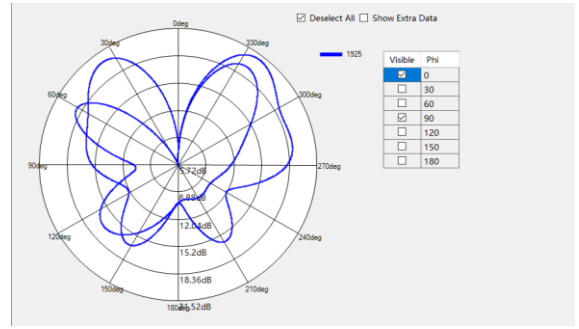 Deselect All Show Extra Data
0deg
30deg
330deg
1925
Visible Phi
0
30
60
90
120
150
180
60deg
300deg
90deg
270deg
5.72dB
8.88dB
12.04dB
15.2dB
18.36dB
120deg
240deg
150deg
210deg
180deg
21.52dB